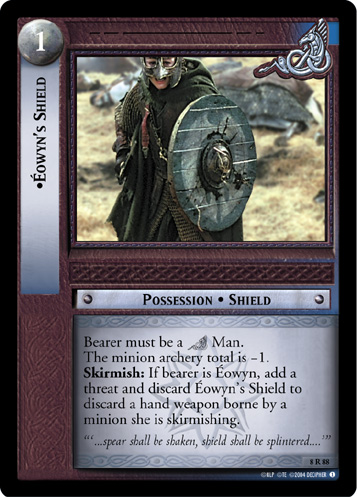 1
•Éowyn's Shield
Possession • Shield
Bearer must be a Man.
The minion archery total is –1.
Skirmish: If bearer is Éowyn, add a
threat and discard Éowyn's Shield to
discard a hand weapon borne by a
minion she is skirmishing.
“‘...spear shall be shaken, shield shall be splintered....’”
8 R 88
©NLP ™TE ©2004 DECIPHER